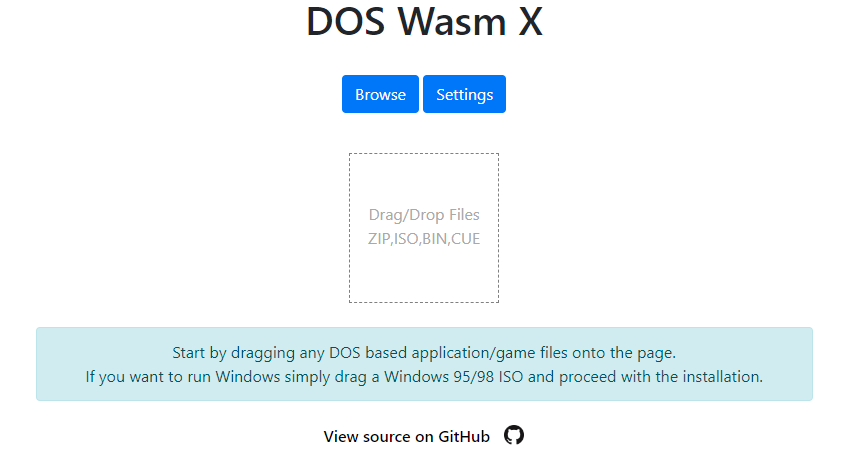 DOS Wasm X
Browse Settings
Drag/Drop Files
ZIP,ISO,BIN,CUE
Start by dragging any DOS based application/game files onto the page.
If you want to run Windows simply drag a Windows 95/98 ISO and proceed with the installation.
View source on GitHub